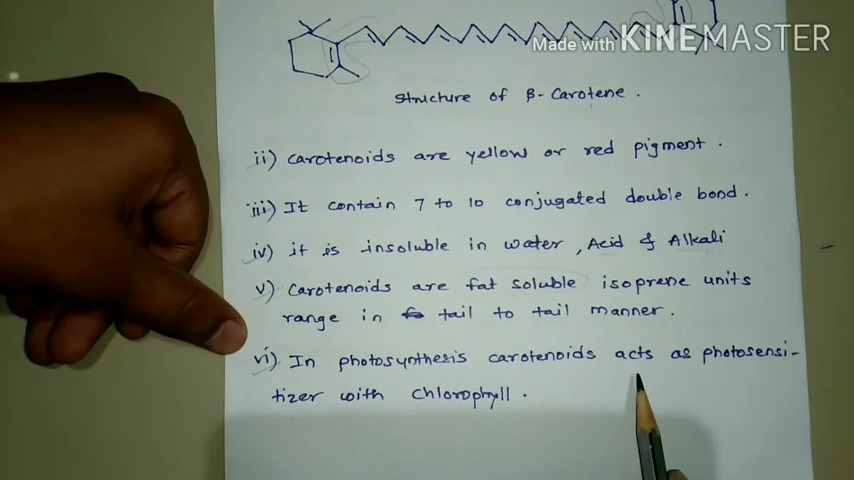 Made with KINEMASTER
Structure of β-Carotene.
ii) Carotenoids are yellow or red pigment.
iii) It contain 7 to 10 conjugated double bond.
iv) it is insoluble in water, Acid & Alkali
v) Carotenoids are fat soluble isoprene units
range in tail to tail manner.
vi) In photosynthesis carotenoids acts as photosensi-
tizer with chlorophyll.